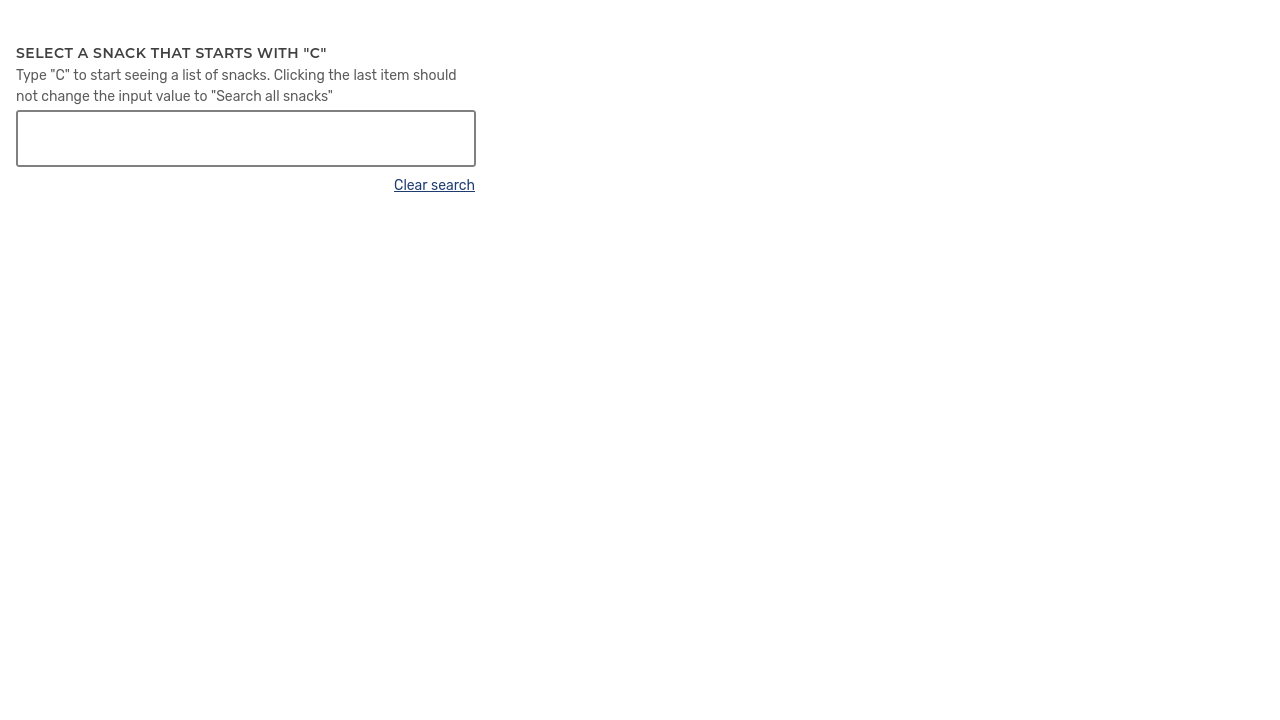 SELECT A SNACK THAT STARTS WITH "C"
Type "C" to start seeing a list of snacks. Clicking the last item should
not change the input value to "Search all snacks"
Clear search